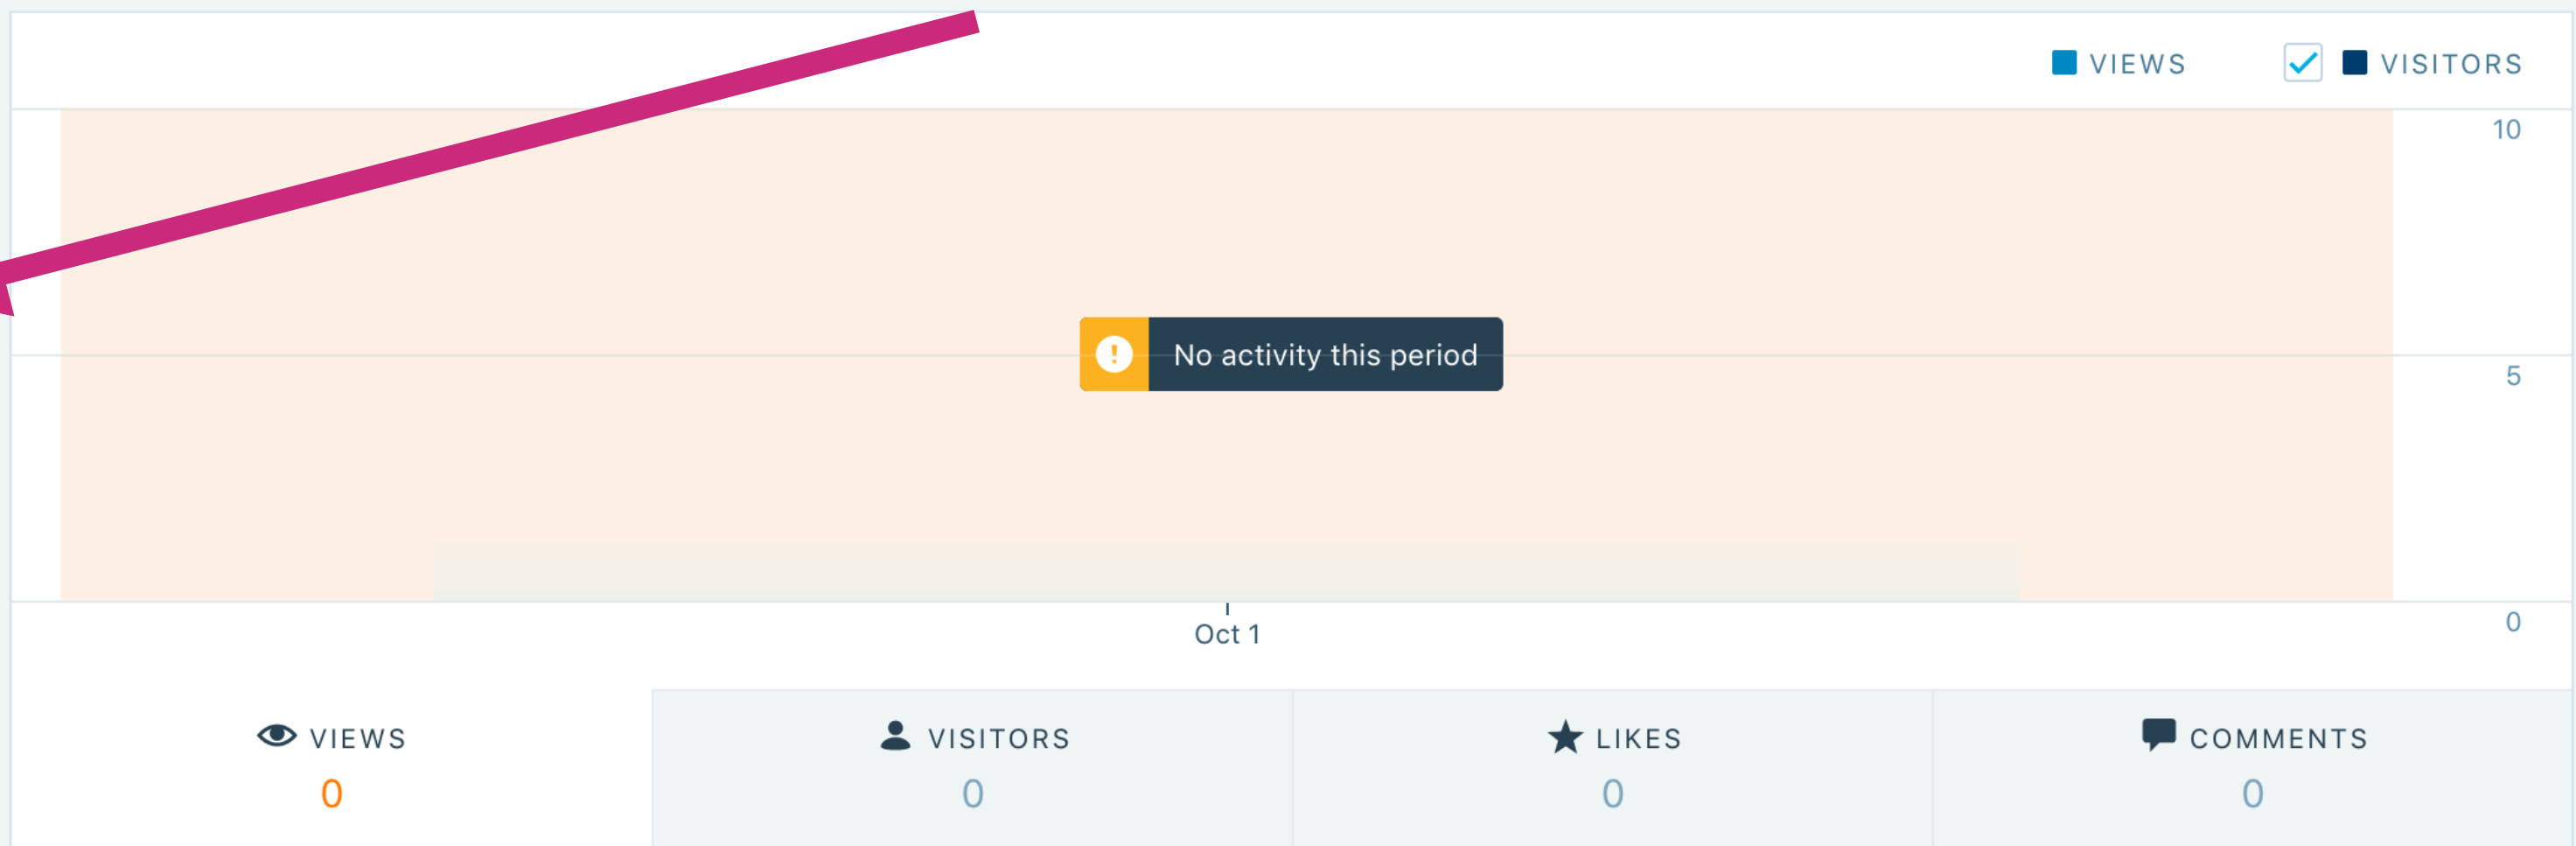 VIEWS VISITORS
10
No activity this period
5
0
Oct 1
VIEWS VISITORS LIKES COMMENTS
0 0 0 0